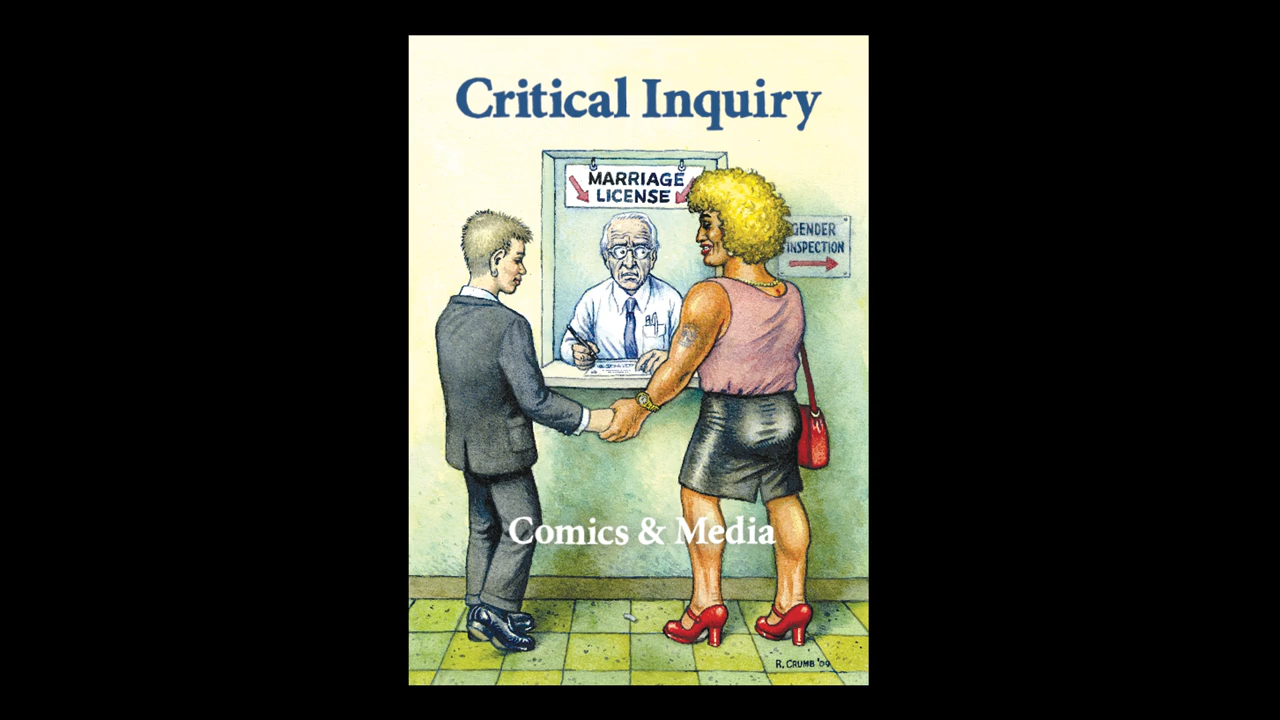 Critical Inquiry
MARRIAGE
LICENSE
GENDER
INSPECTION
Comics & Media
R. CRUMB '09